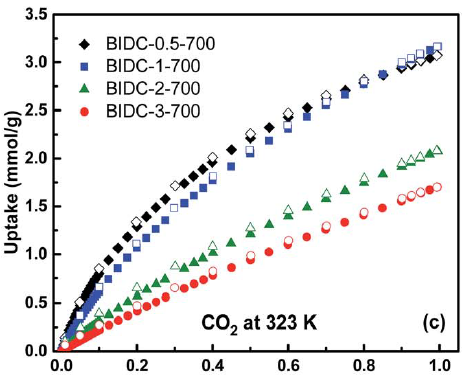 3.5
3.0
2.5
2.0
1.5
1.0
0.5
0.0
Uptake (mmol/g)
BIDC-0.5-700
BIDC-1-700
BIDC-2-700
BIDC-3-700
CO₂ at 323 K
(c)
0.0 0.2 0.4 0.6 0.8 1.0